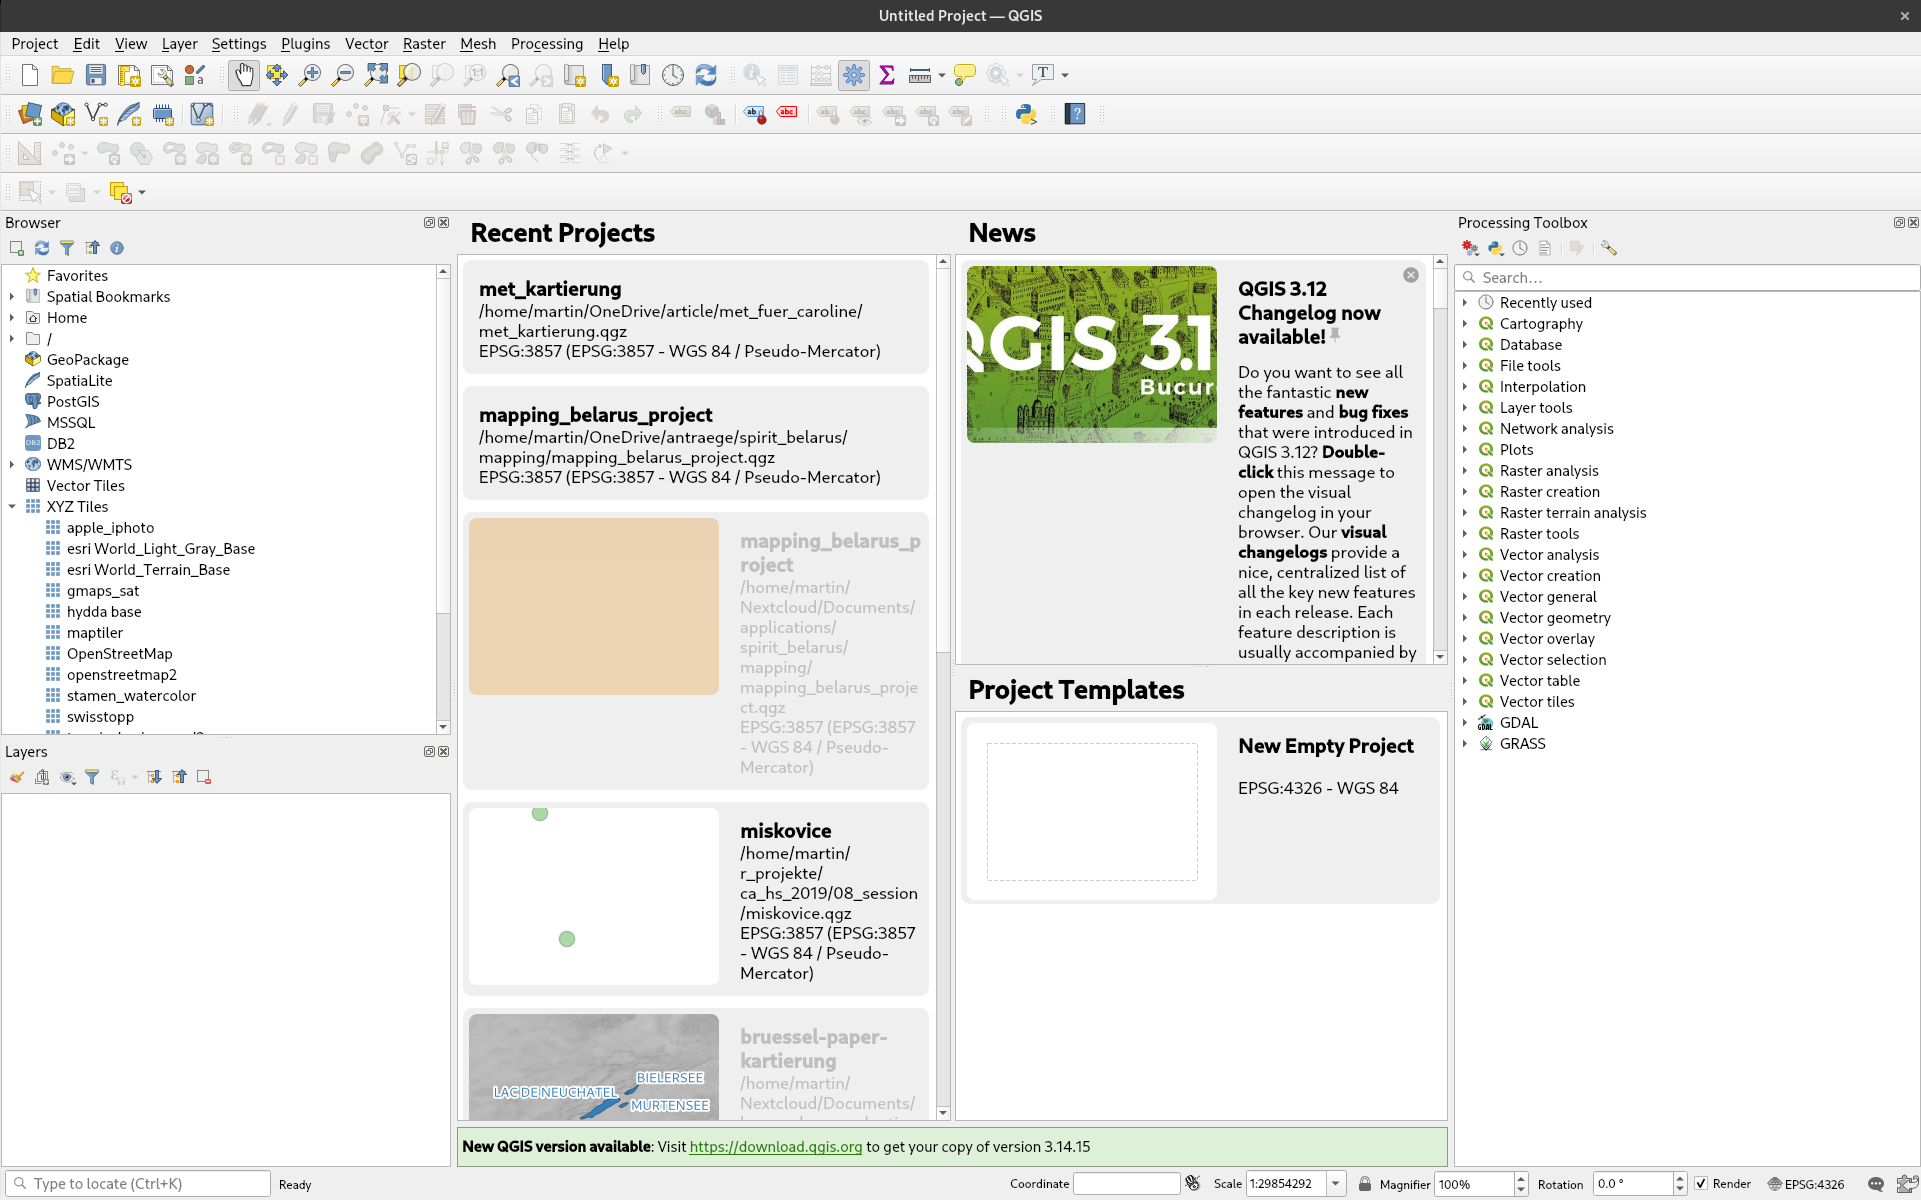 Untitled Project — QGIS
Project Edit View Layer Settings Plugins Vector Raster Mesh Processing Help
Browser
Favorites
Spatial Bookmarks
Home
/
GeoPackage
SpatiaLite
PostGIS
MSSQL
DB2
WMS/WMTS
Vector Tiles
XYZ Tiles
apple_iphoto
esri World_Light_Gray_Base
esri World_Terrain_Base
gmaps_sat
hydda base
maptiler
OpenStreetMap
openstreetmap2
stamen_watercolor
swisstopp
Layers
Recent Projects
met_kartierung
/home/martin/OneDrive/article/met_fuer_caroline/
met_kartierung.qgz
EPSG:3857 (EPSG:3857 - WGS 84 / Pseudo-Mercator)
mapping_belarus_project
/home/martin/OneDrive/antraege/spirit_belarus/
mapping/mapping_belarus_project.qgz
EPSG:3857 (EPSG:3857 - WGS 84 / Pseudo-Mercator)
mapping_belarus_p
roject
/home/martin/
Nextcloud/Documents/
applications/
spirit_belarus/
mapping/
mapping_belarus_proje
ct.qgz
EPSG:3857 (EPSG:3857
- WGS 84 / Pseudo-
Mercator)
miskovice
/home/martin/
r_projekte/
ca_hs_2019/08_session
/miskovice.qgz
EPSG:3857 (EPSG:3857
- WGS 84 / Pseudo-
Mercator)
LAC DE NEUCHATEL
BIELERSEE
MURTENSEE
bruessel-paper-
kartierung
/home/martin/
Nextcloud/Documents/
News
QGIS 3.1
Bucur
QGIS 3.12
Changelog now
available!
Do you want to see all
the fantastic new
features and bug fixes
that were introduced in
QGIS 3.12? Double-
click this message to
open the visual
changelog in your
browser. Our visual
changelogs provide a
nice, centralized list of
all the key new features
in each release. Each
feature description is
usually accompanied by
Project Templates
New Empty Project
EPSG:4326 - WGS 84
New QGIS version available: Visit https://download.qgis.org to get your copy of version 3.14.15
Processing Toolbox
Search...
Recently used
Cartography
Database
File tools
Interpolation
Layer tools
Network analysis
Plots
Raster analysis
Raster creation
Raster terrain analysis
Raster tools
Vector analysis
Vector creation
Vector general
Vector geometry
Vector overlay
Vector selection
Vector table
Vector tiles
GDAL
GRASS
Type to locate (Ctrl+K) Ready Coordinate Scale 1:29854292 Magnifier 100% Rotation 0.0 ° Render EPSG:4326